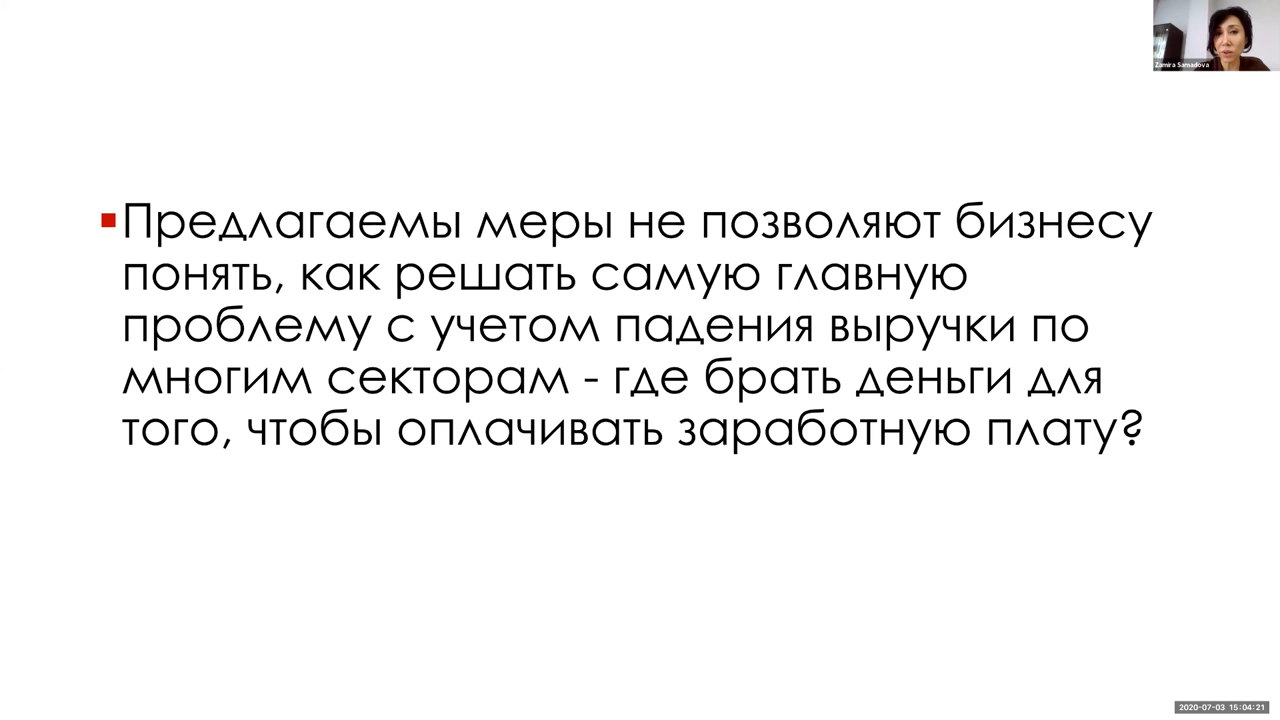 Zamira Samadova
Предлагаемы меры не позволяют бизнесу
понять, как решать самую главную
проблему с учетом падения выручки по
многим секторам - где брать деньги для
того, чтобы оплачивать заработную плату?
2020-07-03 15:04:21